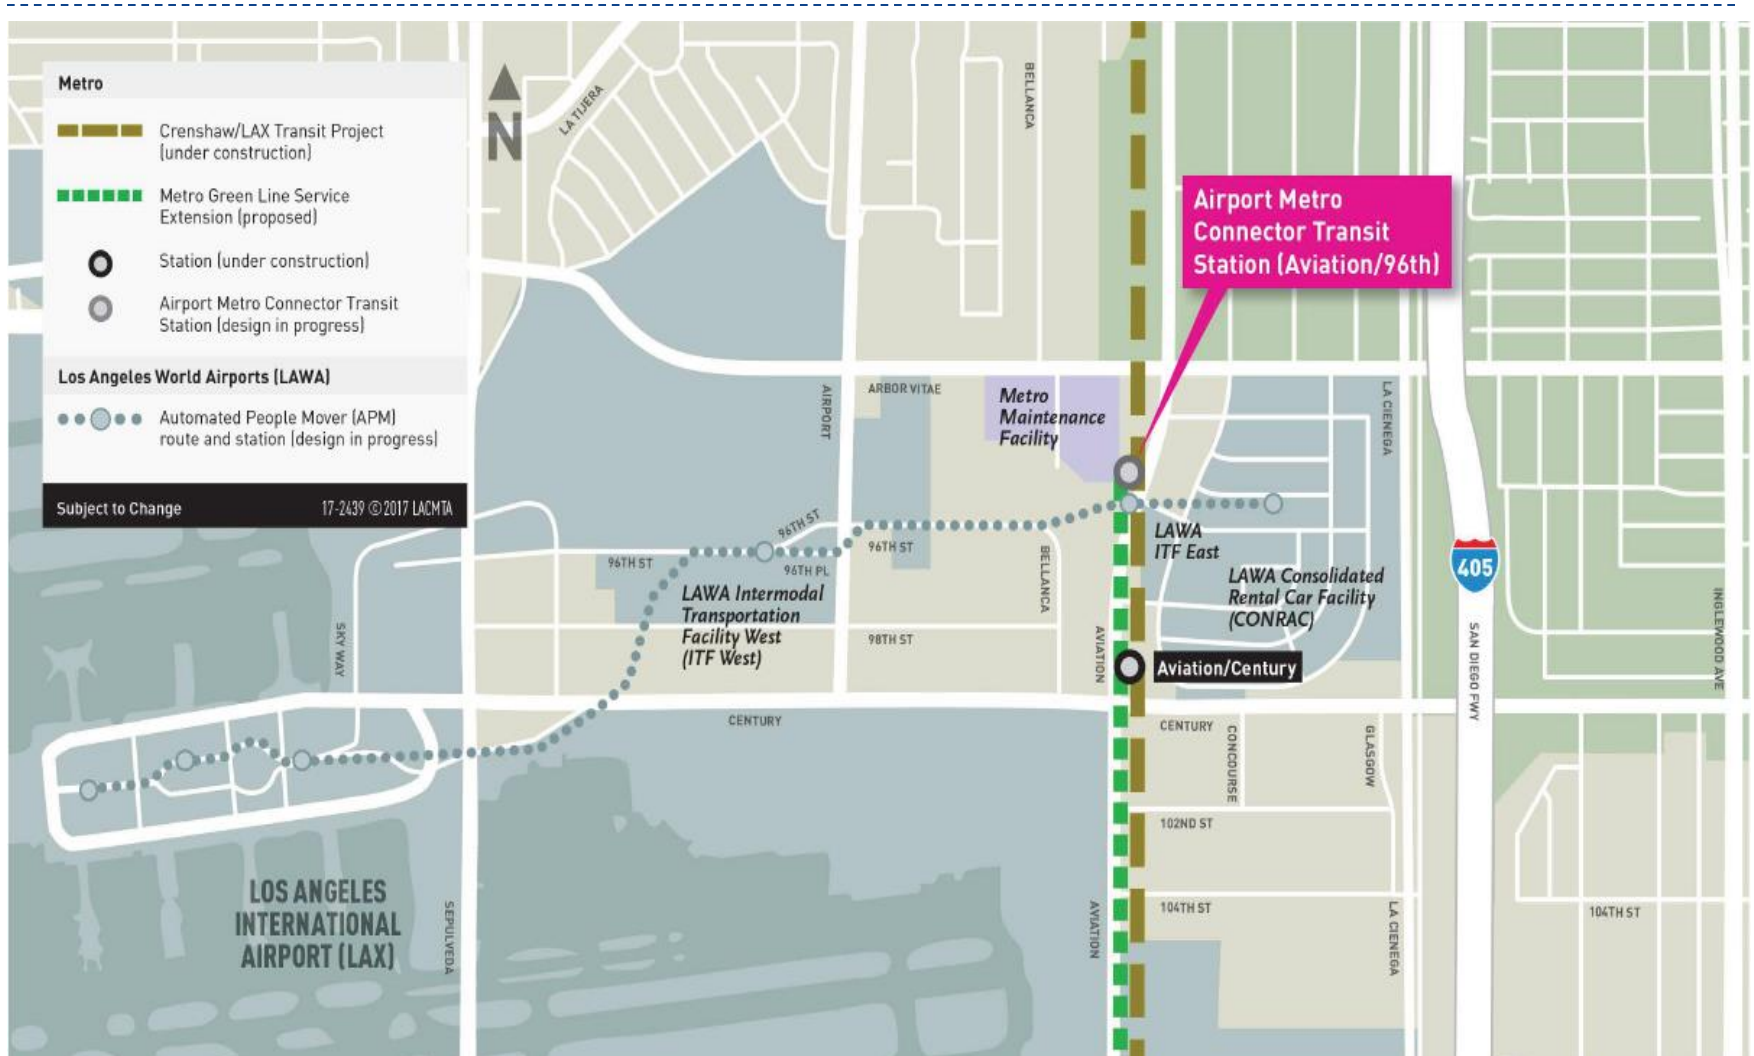 Metro
Crenshaw/LAX Transit Project
(under construction)
Metro Green Line Service
Extension (proposed)
Station (under construction)
Airport Metro Connector Transit
Station (design in progress)
Los Angeles World Airports (LAWA)
Automated People Mover (APM)
route and station (design in progress)
Subject to Change
17-2439 © 2017 LACMTA
N
LA TIJERA
BELLANCA
Airport Metro
Connector Transit
Station (Aviation/96th)
AIRPORT
ARBOR VITAE
Metro
Maintenance
Facility
LA CIENEGA
96TH ST
96TH ST
96TH PL
96TH ST
BELLANCA
LAWA
ITF East
LAWA Intermodal
Transportation
Facility West
(ITF West)
LAWA Consolidated
Rental Car Facility
(CONRAC)
405
SAN DIEGO FWY
INGLEWOOD AVE
SKY WAY
98TH ST
AVIATION
Aviation/Century
CENTURY
CENTURY
CONCOURSE
GLASGOW
102ND ST
LOS ANGELES
INTERNATIONAL
AIRPORT (LAX)
SEPULVEDA
AVIATION
104TH ST
LA CIENEGA
104TH ST